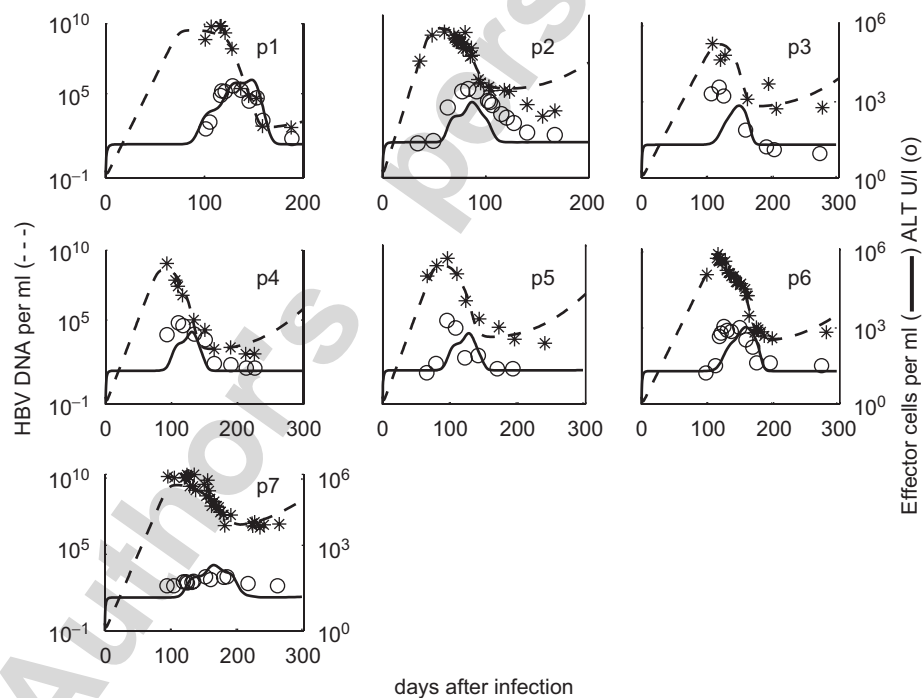 10^10 p1
10^5
10^-1
0 100 200
p2
0 100 200
p3 10^6
10^3
10^0
0 100 200 300
10^10 p4
10^5
10^-1
0 100 200 300
p5
0 100 200 300
p6 10^6
10^3
10^0
0 100 200 300
10^10 p7 10^6
10^5 10^3
10^-1 10^0
0 100 200 300
HBV DNA per ml (- - -)
Effector cells per ml (—) ALT U/l (o)
days after infection
Author's pers